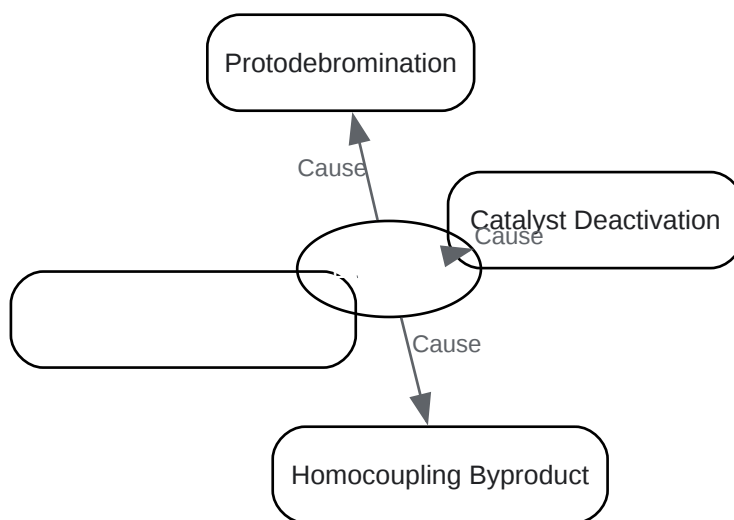 Protodebromination
Cause
Catalyst Deactivation
Cause
Cause
Homocoupling Byproduct